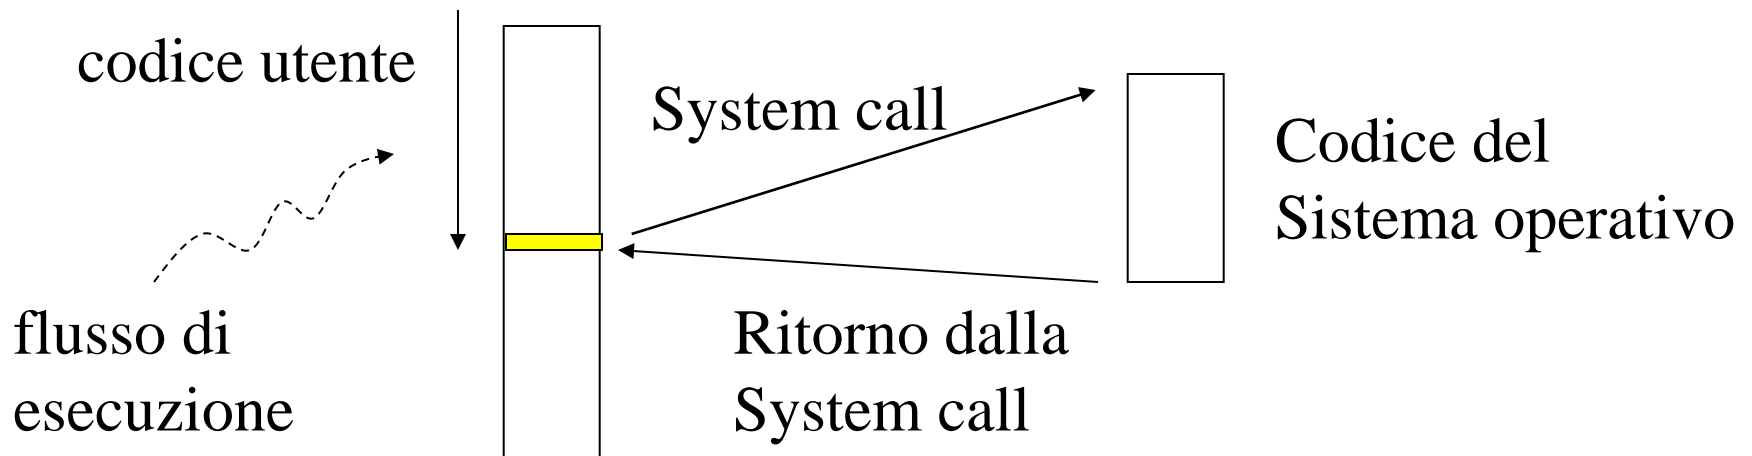 codice utente
System call
Codice del
Sistema operativo
flusso di
esecuzione
Ritorno dalla
System call